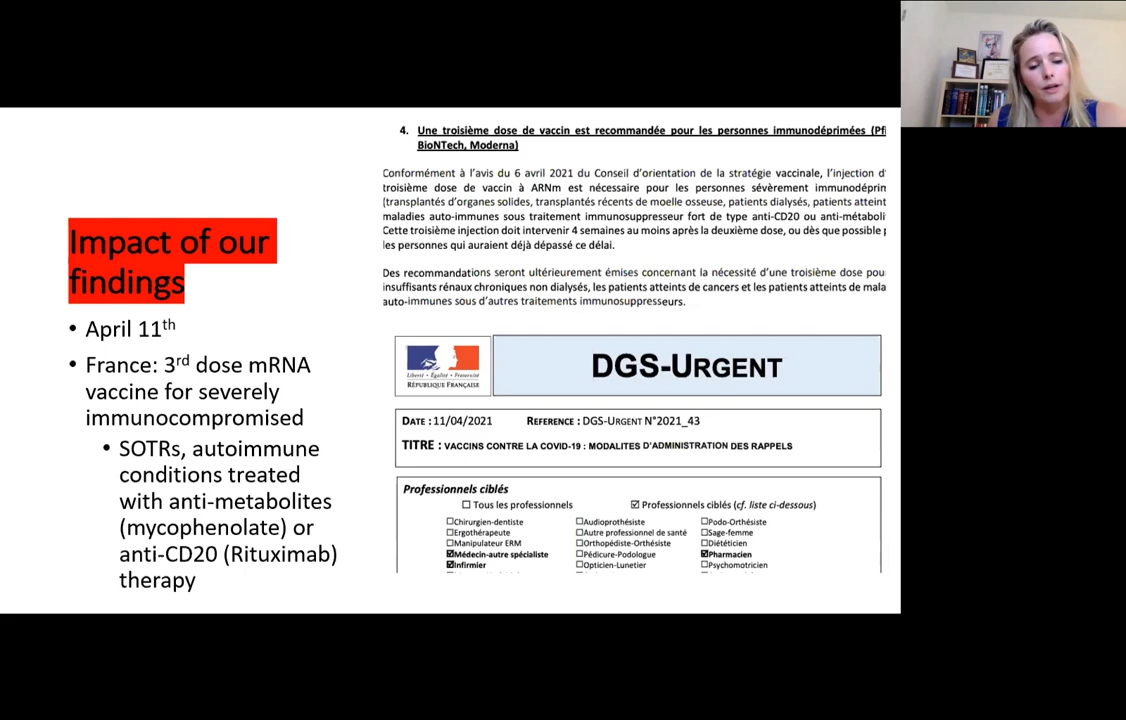 Impact of our
findings
• April 11th
• France: 3rd dose mRNA
vaccine for severely
immunocompromised
• SOTRs, autoimmune
conditions treated
with anti-metabolites
(mycophenolate) or
anti-CD20 (Rituximab)
therapy
4. Une troisième dose de vaccin est recommandée pour les personnes immunodéprimées (Pfi
BioNTech, Moderna)
Conformément à l'avis du 6 avril 2021 du Conseil d'orientation de la stratégie vaccinale, l'injection d'
troisième dose de vaccin à ARNm est nécessaire pour les personnes sévèrement immunodéprim
(transplantés d'organes solides, transplantés récents de moelle osseuse, patients dialysés, patients atteint
maladies auto-immunes sous traitement immunosuppresseur fort de type anti-CD20 ou anti-métaboli
Cette troisième injection doit intervenir 4 semaines au moins après la deuxième dose, ou dès que possible p
les personnes qui auraient déjà dépassé ce délai.
Des recommandations seront ultérieurement émises concernant la nécessité d'une troisième dose pou
insuffisants rénaux chroniques non dialysés, les patients atteints de cancers et les patients atteints de mala
auto-immunes sous d'autres traitements immunosuppresseurs.
Liberté • Égalité • Fraternité
RÉPUBLIQUE FRANÇAISE
DGS-URGENT
DATE : 11/04/2021 REFERENCE : DGS-URGENT N°2021_43
TITRE : VACCINS CONTRE LA COVID-19 : MODALITES D'ADMINISTRATION DES RAPPELS
Professionnels ciblés
☐ Tous les professionnels ☑ Professionnels ciblés (cf. liste ci-dessous)
☐Chirurgien-dentiste ☐Audioprothésiste ☐Podo-Orthésiste
☐Ergothérapeute ☐Autre professionnel de santé ☐Sage-femme
☐Manipulateur ERM ☐Orthopédiste-Orthésiste ☐Diététicien
☑Médecin-autre spécialiste ☐Pédicure-Podologue ☑Pharmacien
☑Infirmier ☐Opticien-Lunetier ☐Psychomotricien